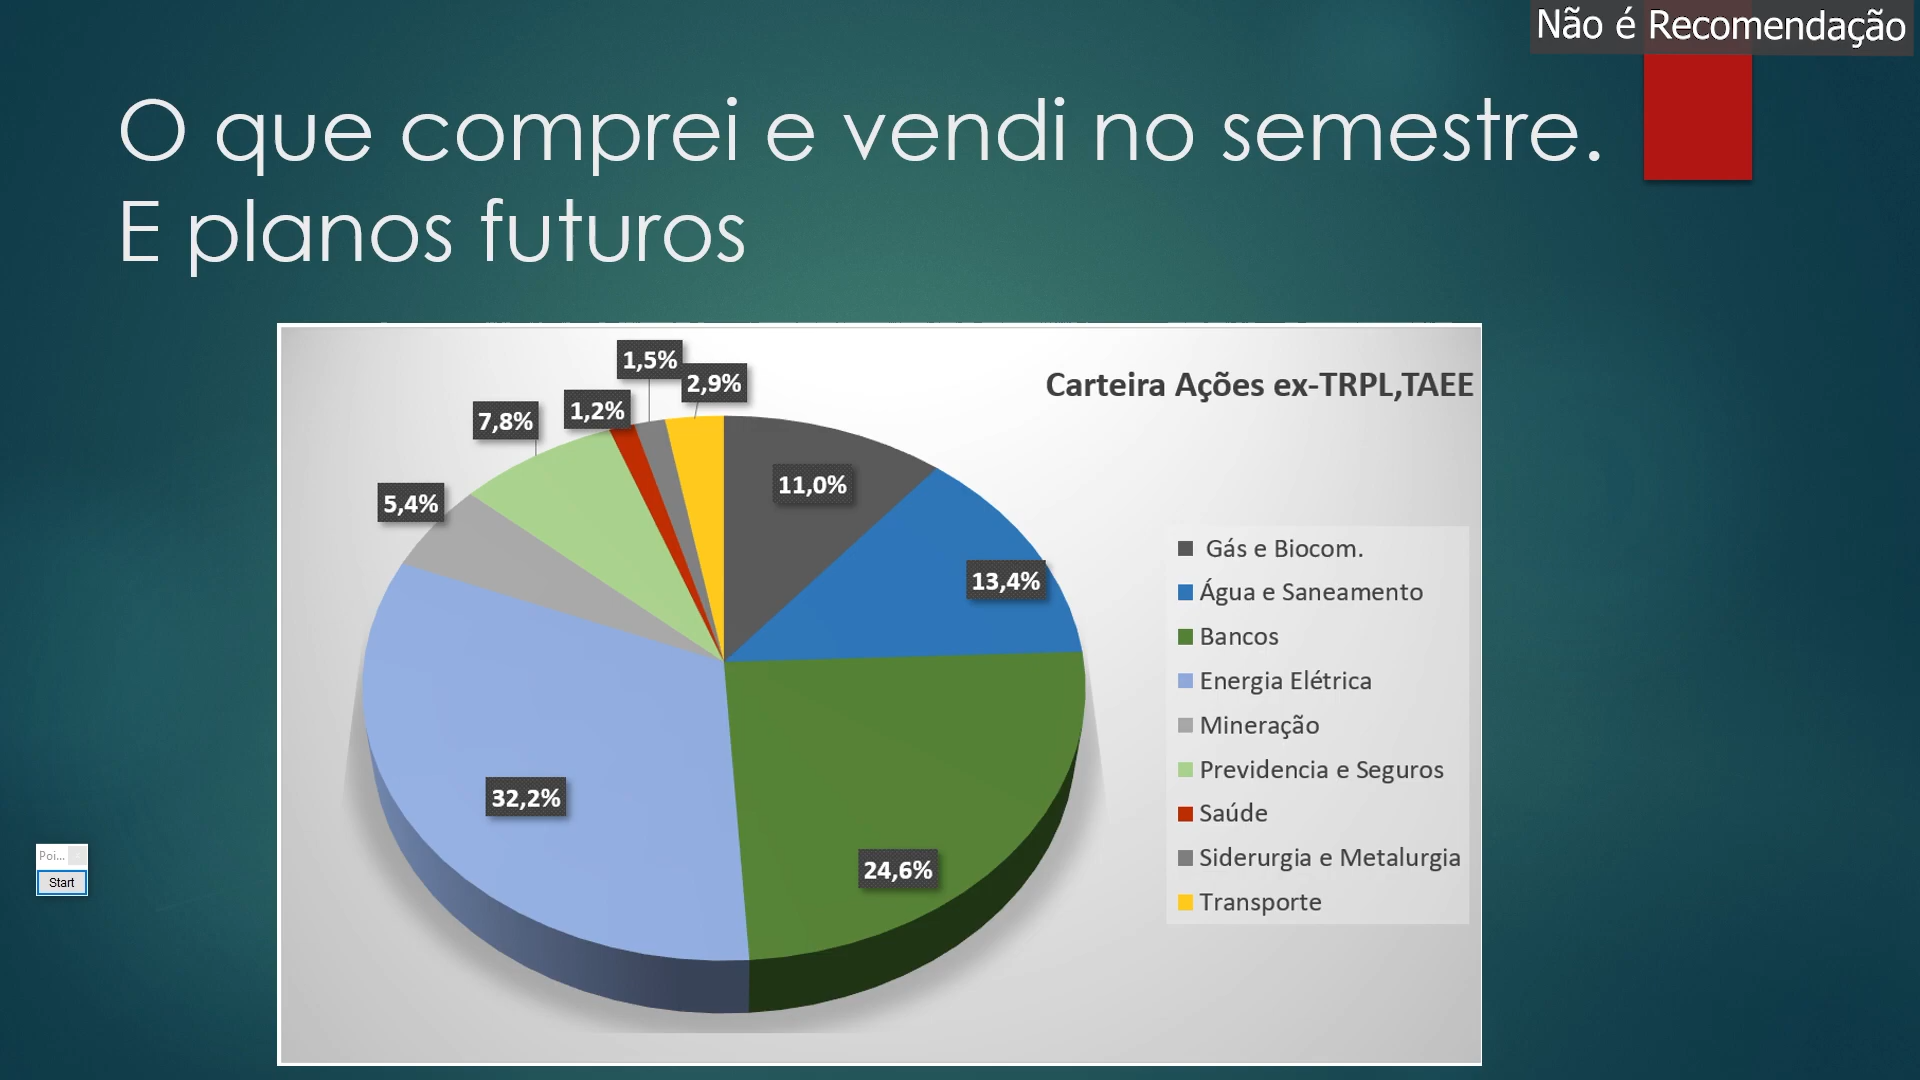 Não é Recomendação
O que comprei e vendi no semestre.
E planos futuros
Carteira Ações ex-TRPL,TAEE
1,5%
2,9%
1,2%
7,8%
5,4%
11,0%
13,4%
32,2%
24,6%
Gás e Biocom.
Água e Saneamento
Bancos
Energia Elétrica
Mineração
Previdencia e Seguros
Saúde
Siderurgia e Metalurgia
Transporte
Poi...
Start